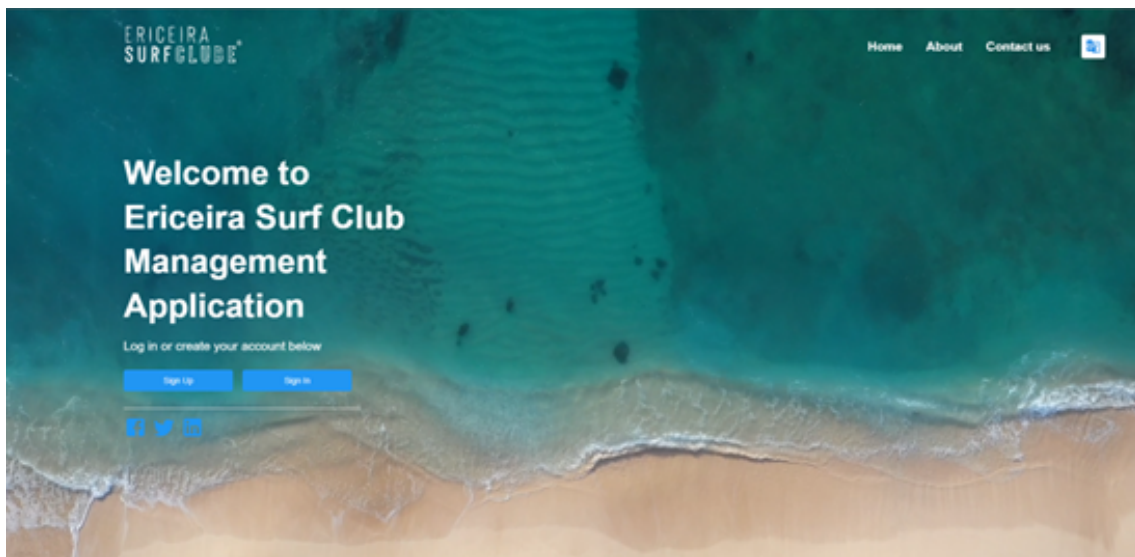 ERICEIRA
SURFCLUBE
Home About Contact us
Welcome to
Ericeira Surf Club
Management
Application
Log in or create your account below
Sign Up Sign In